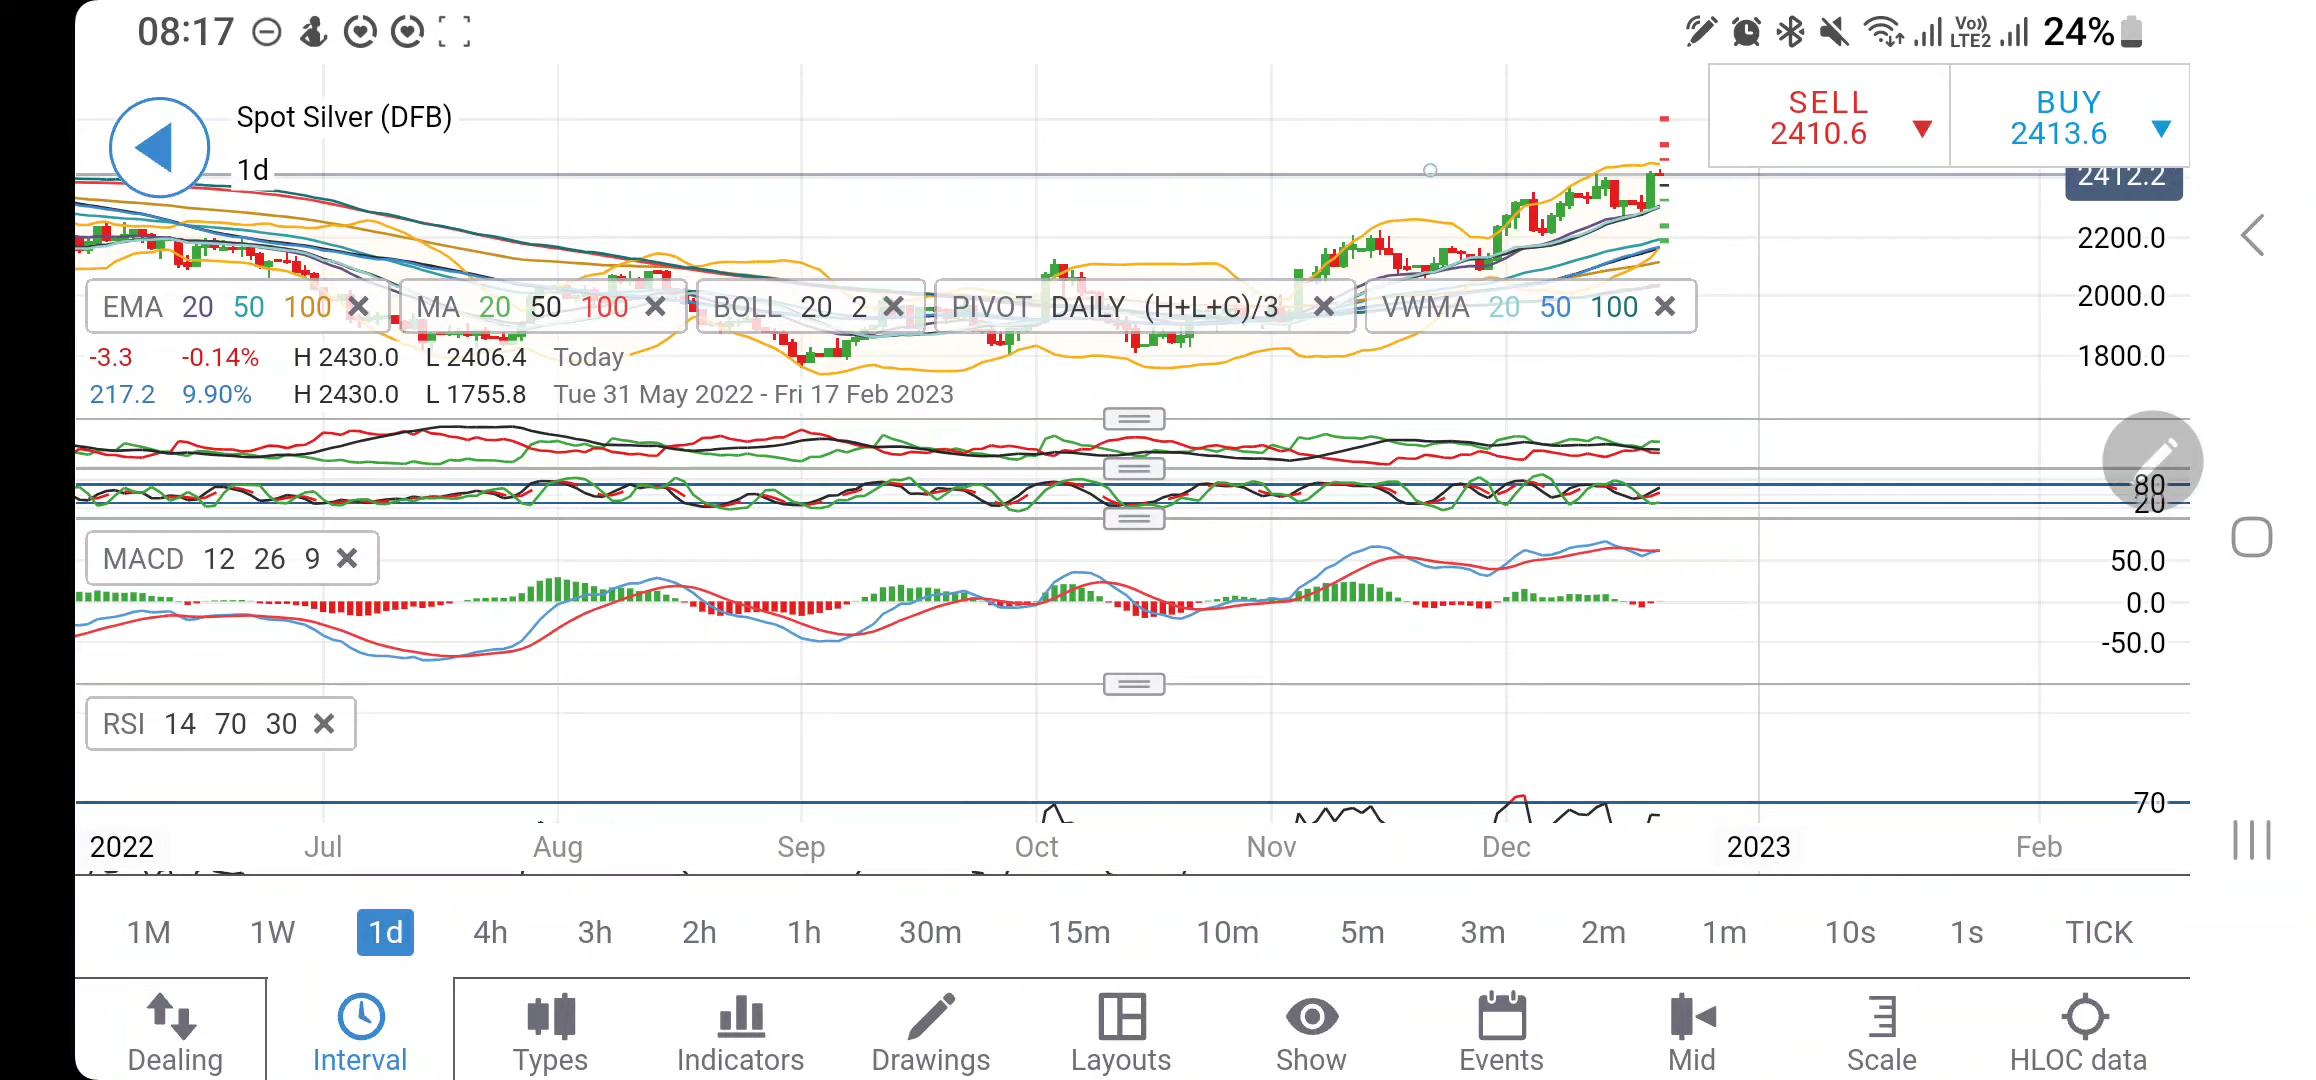 08:17
Vo))
LTE2
24%
Spot Silver (DFB)
1d
SELL
2410.6
BUY
2413.6
2412.2
2200.0
2000.0
1800.0
EMA 20 50 100
MA 20 50 100
BOLL 20 2
PIVOT DAILY (H+L+C)/3
VWMA 20 50 100
-3.3 -0.14% H 2430.0 L 2406.4 Today
217.2 9.90% H 2430.0 L 1755.8 Tue 31 May 2022 - Fri 17 Feb 2023
80
20
MACD 12 26 9
50.0
0.0
-50.0
RSI 14 70 30
70
2022 Jul Aug Sep Oct Nov Dec 2023 Feb
1M 1W 1d 4h 3h 2h 1h 30m 15m 10m 5m 3m 2m 1m 10s 1s TICK
Dealing Interval Types Indicators Drawings Layouts Show Events Mid Scale HLOC data